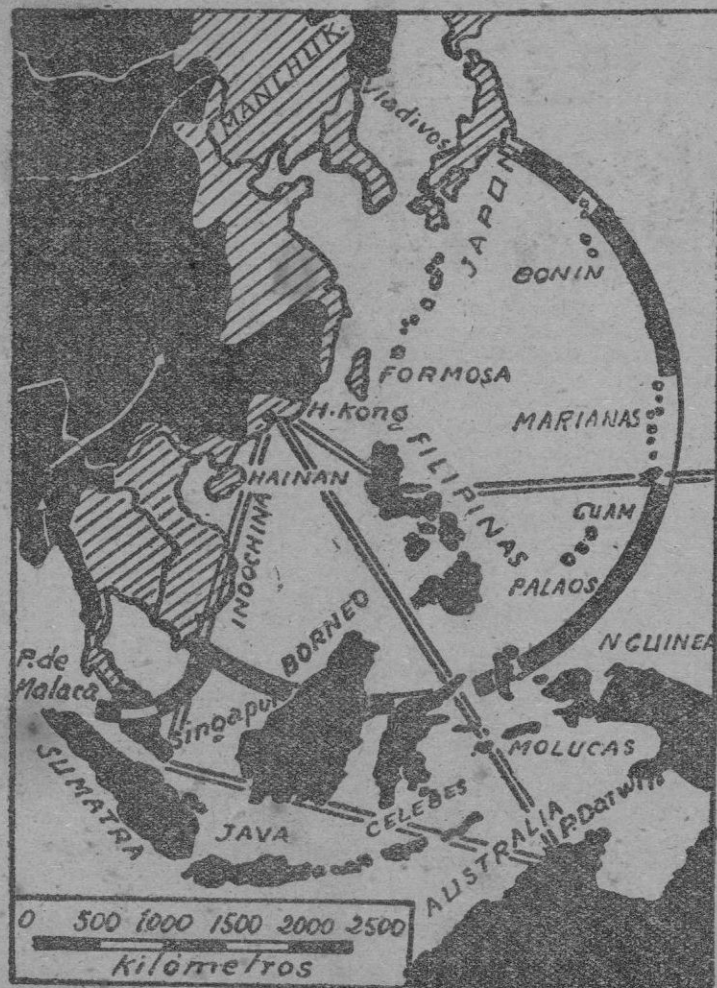 MANCHUK.
Vladivos
JAPON
BONIN
FORMOSA
H. Kong
MARIANAS
FILIPINAS
HAINAN
GUAM
INDOCHINA
PALAOS
BORNEO
N GUINEA
P. de
Malaca
Singapur
MOLUCAS
SUMATRA
CELEBES
P. Darwin
JAVA
AUSTRALIA
0 500 1000 1500 2000 2500
Kilómetros